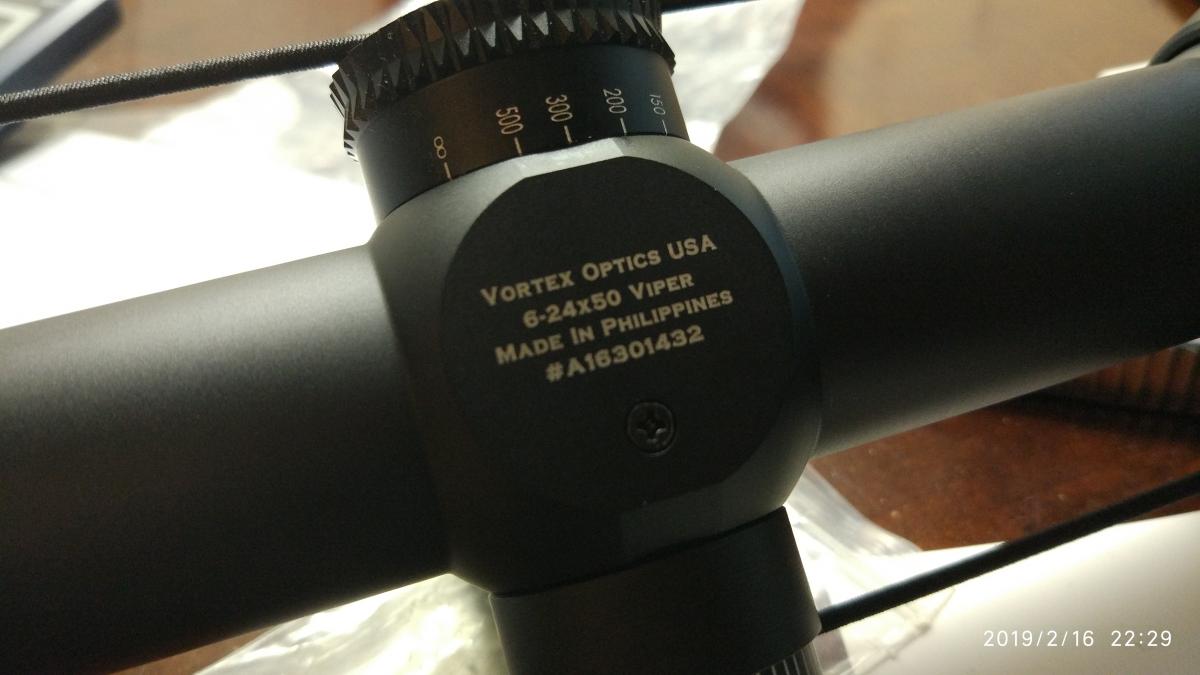 ∞ 500 300 200 150
VORTEX OPTICS USA
6-24x50 VIPER
MADE IN PHILIPPINES
#A16301432
2019/2/16 22:29